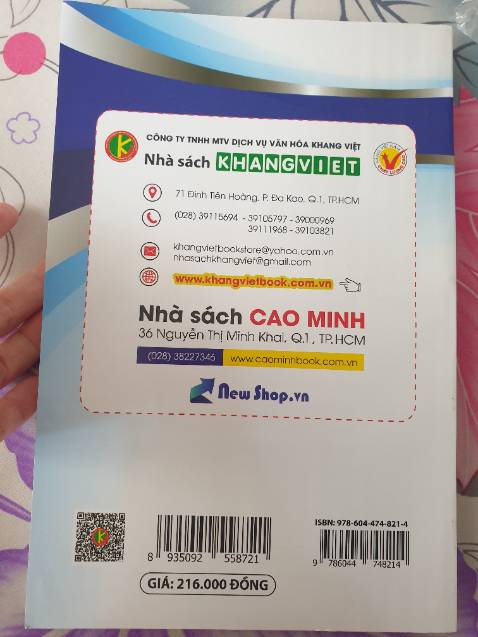 CÔNG TY TNHH MTV DỊCH VỤ VĂN HÓA KHANG VIỆT
Nhà sách KHANGVIET
71 Đinh Tiên Hoàng, P. Đa Kao, Q.1, TP.HCM
(028) 39115694 - 39105797 - 39000969
39111968 - 39103821
khangvietbookstore@yahoo.com.vn
nhasachkhangviet@gmail.com
www.khangvietbook.com.vn
Nhà sách CAO MINH
36 Nguyễn Thị Minh Khai, Q.1, TP.HCM
(028) 38227346 www.caominhbook.com.vn
NewShop.vn
ISBN: 978-604-474-821-4
8 935092 558721
9 786044 748214
GIÁ: 216.000 ĐỒNG